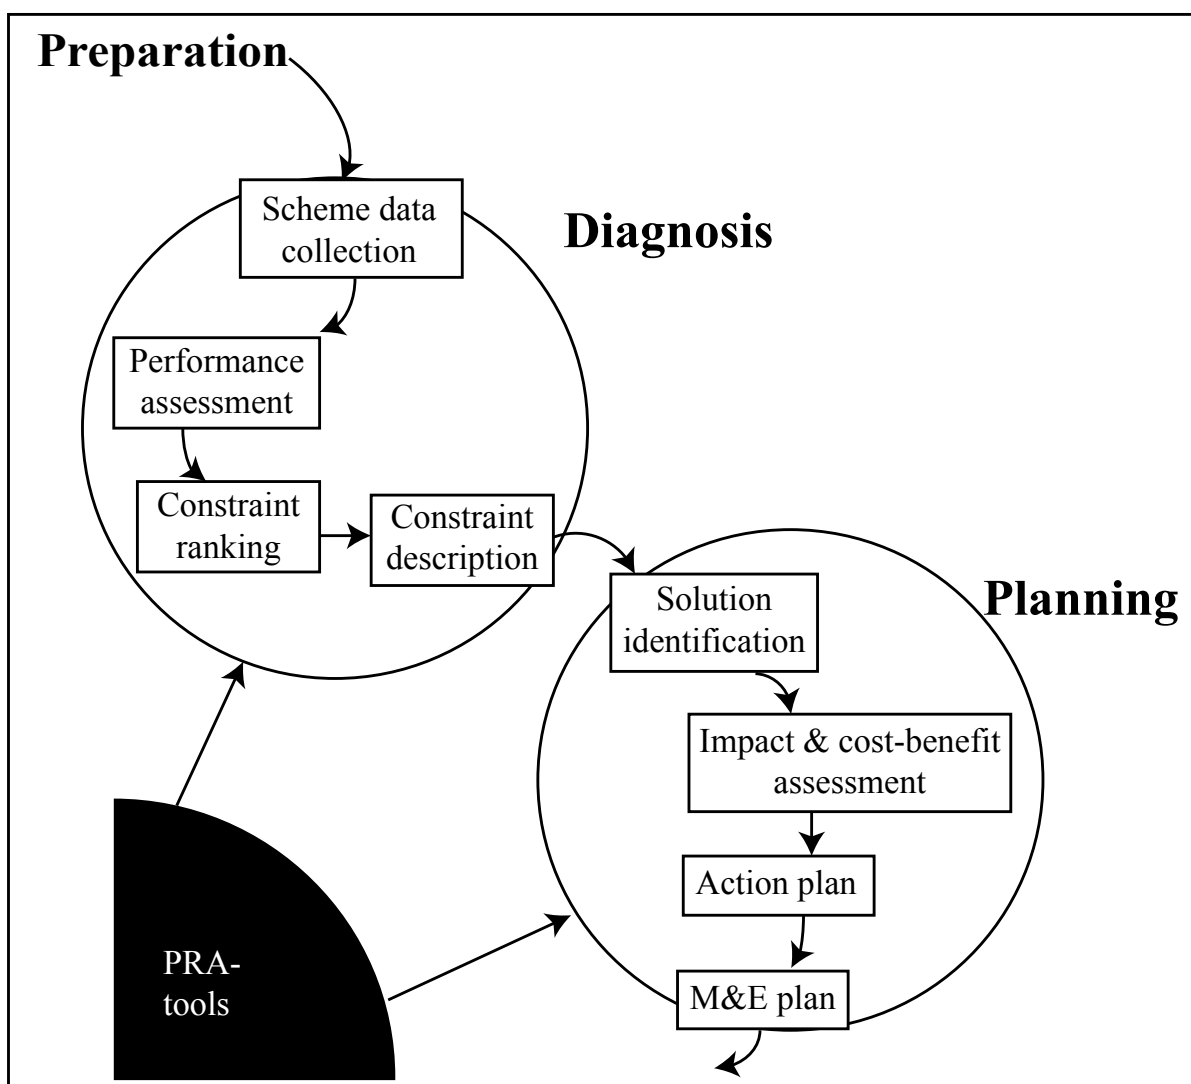 Preparation
Scheme data
collection
Diagnosis
Performance
assessment
Constraint
ranking
Constraint
description
Solution
identification
Planning
Impact & cost-benefit
assessment
Action plan
M&E plan
PRA-
tools